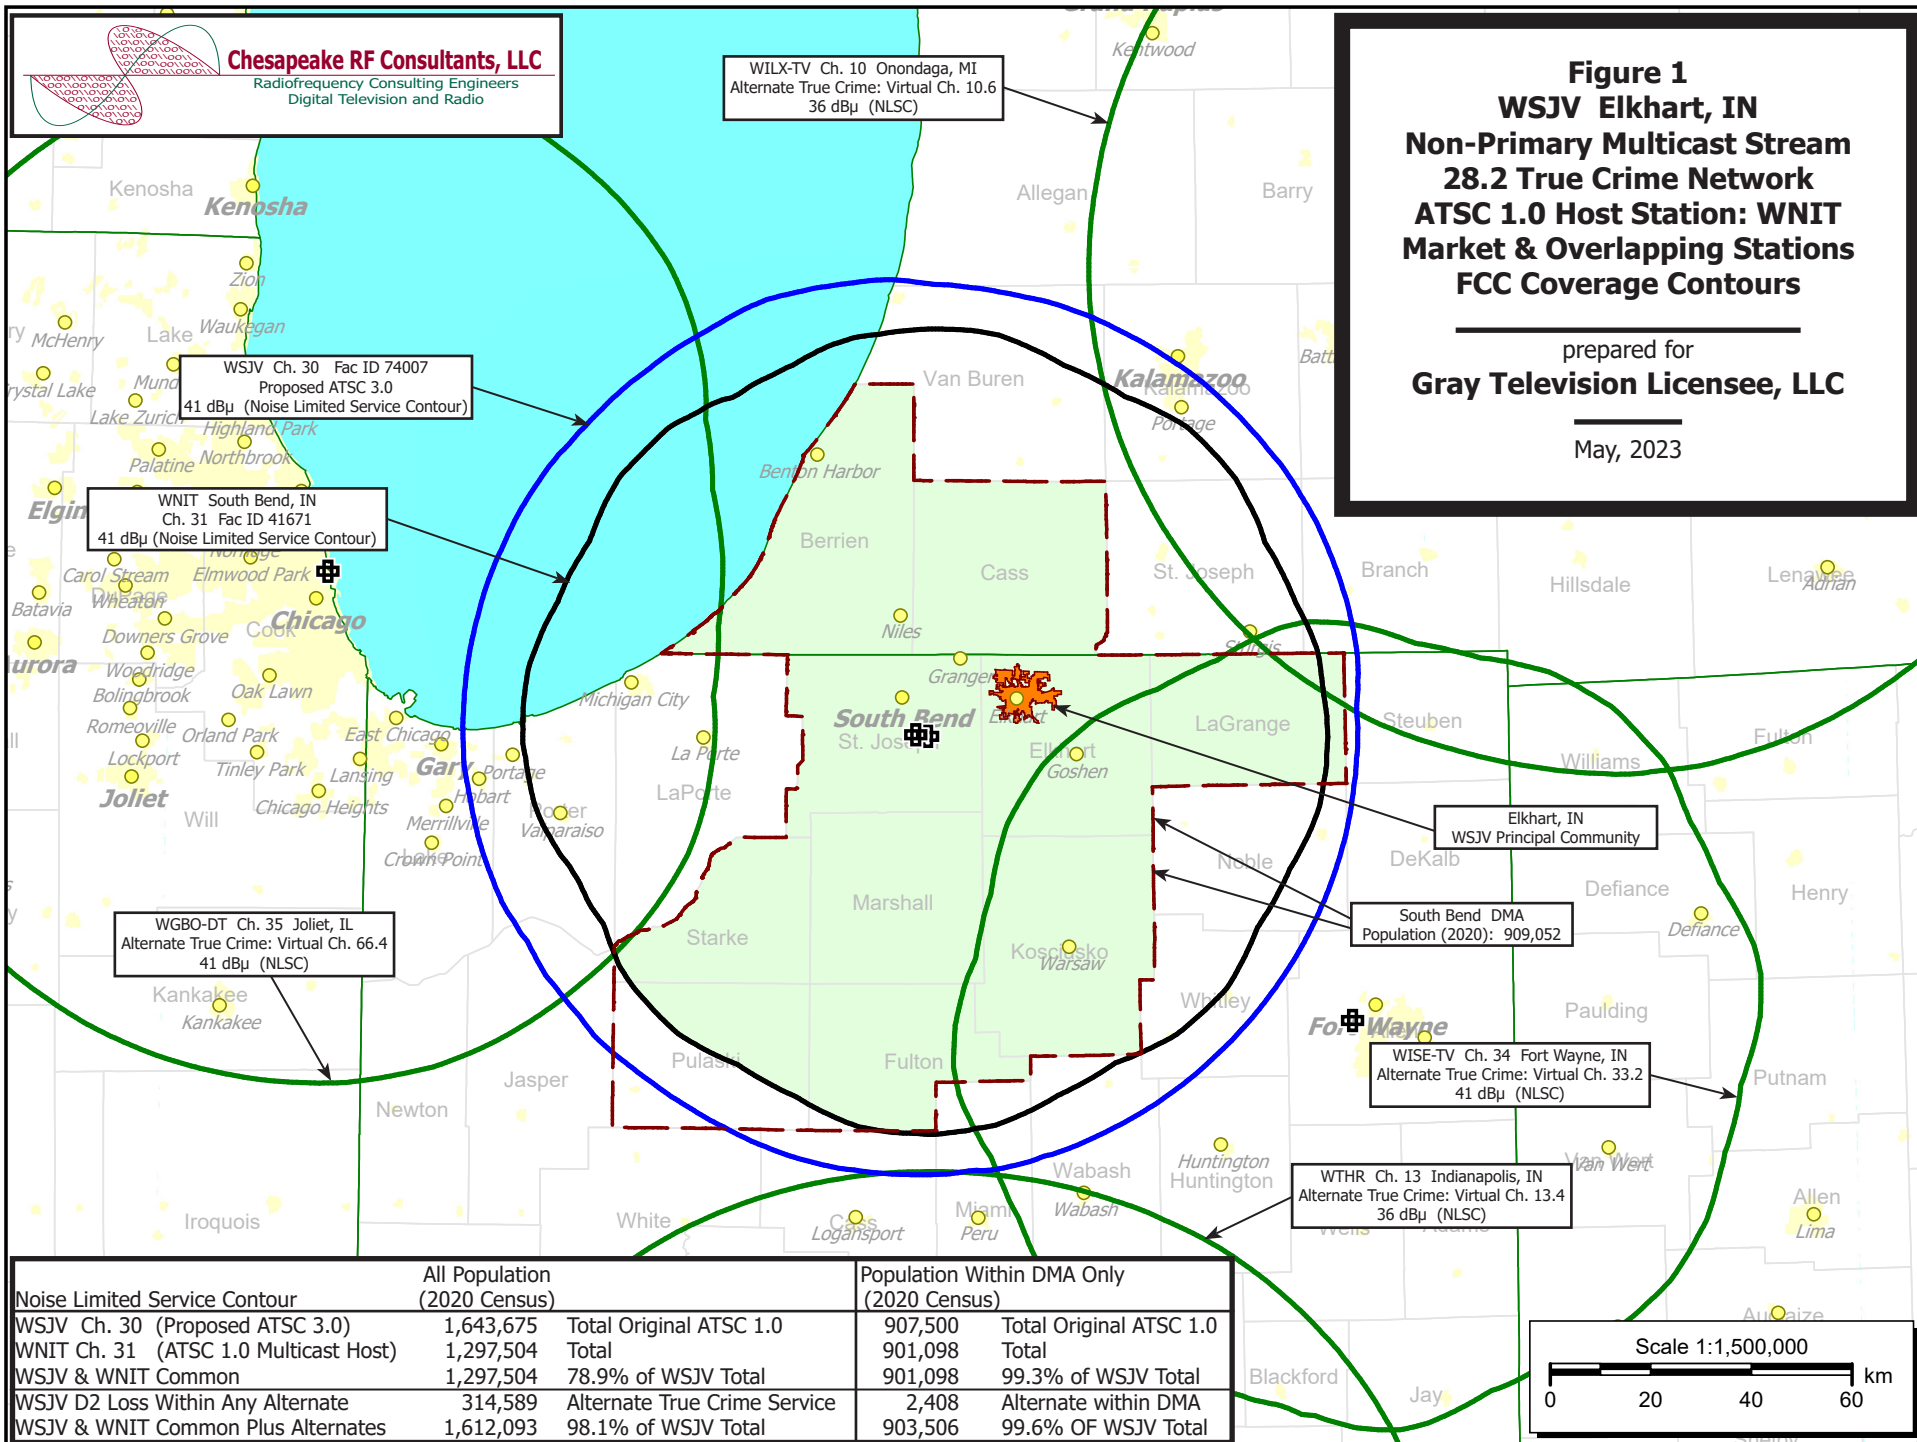 Chesapeake RF Consultants, LLC
Radiofrequency Consulting Engineers
Digital Television and Radio
Figure 1
WSJV Elkhart, IN
Non-Primary Multicast Stream
28.2 True Crime Network
ATSC 1.0 Host Station: WNIT
Market & Overlapping Stations
FCC Coverage Contours
prepared for
Gray Television Licensee, LLC
May, 2023
WILX-TV Ch. 10 Onondaga, MI
Alternate True Crime: Virtual Ch. 10.6
36 dBµ (NLSC)
WSJV Ch. 30 Fac ID 74007
Proposed ATSC 3.0
41 dBµ (Noise Limited Service Contour)
WNIT South Bend, IN
Ch. 31 Fac ID 41671
41 dBµ (Noise Limited Service Contour)
WGBO-DT Ch. 35 Joliet, IL
Alternate True Crime: Virtual Ch. 66.4
41 dBµ (NLSC)
Elkhart, IN
WSJV Principal Community
South Bend DMA
Population (2020): 909,052
WISE-TV Ch. 34 Fort Wayne, IN
Alternate True Crime: Virtual Ch. 33.2
41 dBµ (NLSC)
WTHR Ch. 13 Indianapolis, IN
Alternate True Crime: Virtual Ch. 13.4
36 dBµ (NLSC)
Kentwood
Kenosha
Kenosha
Allegan
Barry
Zion
Waukegan
Lake
McHenry
Lake Zurich
Highland Park
Palatine
Northbrook
Elgin
Van Buren
Kalamazoo
Kalamazoo
Portage
Benton Harbor
Berrien
Cass
St. Joseph
Branch
Hillsdale
Lenawee
Adrian
Carol Stream
Elmwood Park
Wheaton
Batavia
Chicago
Downers Grove
Cook
Woodridge
Bolingbrook
Oak Lawn
Romeoville
Orland Park
Lockport
Tinley Park
East Chicago
Lansing
Gary
Portage
Joliet
Chicago Heights
Hobart
Merrillville
Will
Lake
Crown Point
Porter
Valparaiso
Niles
Sturgis
Michigan City
Granger
South Bend
St. Joseph
Elkhart
Elkhart
Goshen
LaGrange
Steuben
Fulton
Williams
La Porte
LaPorte
Noble
DeKalb
Defiance
Defiance
Henry
Marshall
Starke
Kosciusko
Warsaw
Kankakee
Kankakee
Whitley
Fort Wayne
Allen
Paulding
Putnam
Pulaski
Fulton
Jasper
Newton
Iroquois
White
Cass
Logansport
Miami
Peru
Wabash
Wabash
Huntington
Huntington
Van Wert
Van Wert
Allen
Lima
Wells
Adams
Auglaize
Blackford
Jay
Noise Limited Service Contour All Population (2020 Census) Population Within DMA Only (2020 Census)
WSJV Ch. 30 (Proposed ATSC 3.0) 1,643,675 Total Original ATSC 1.0 907,500 Total Original ATSC 1.0
WNIT Ch. 31 (ATSC 1.0 Multicast Host) 1,297,504 Total 901,098 Total
WSJV & WNIT Common 1,297,504 78.9% of WSJV Total 901,098 99.3% of WSJV Total
WSJV D2 Loss Within Any Alternate 314,589 Alternate True Crime Service 2,408 Alternate within DMA
WSJV & WNIT Common Plus Alternates 1,612,093 98.1% of WSJV Total 903,506 99.6% OF WSJV Total
Scale 1:1,500,000
0 20 40 60 km